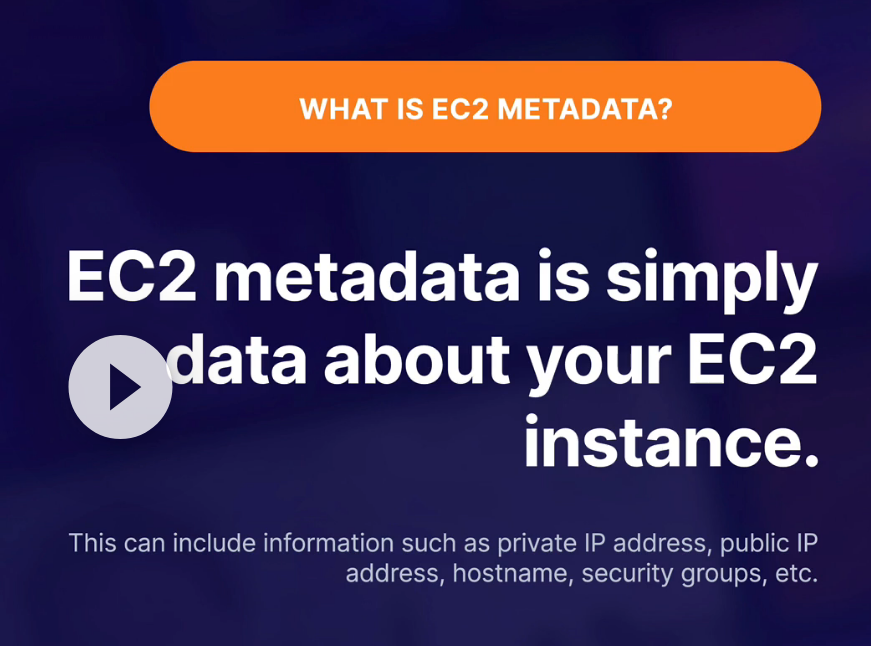 WHAT IS EC2 METADATA?
EC2 metadata is simply
data about your EC2
instance.
This can include information such as private IP address, public IP
address, hostname, security groups, etc.